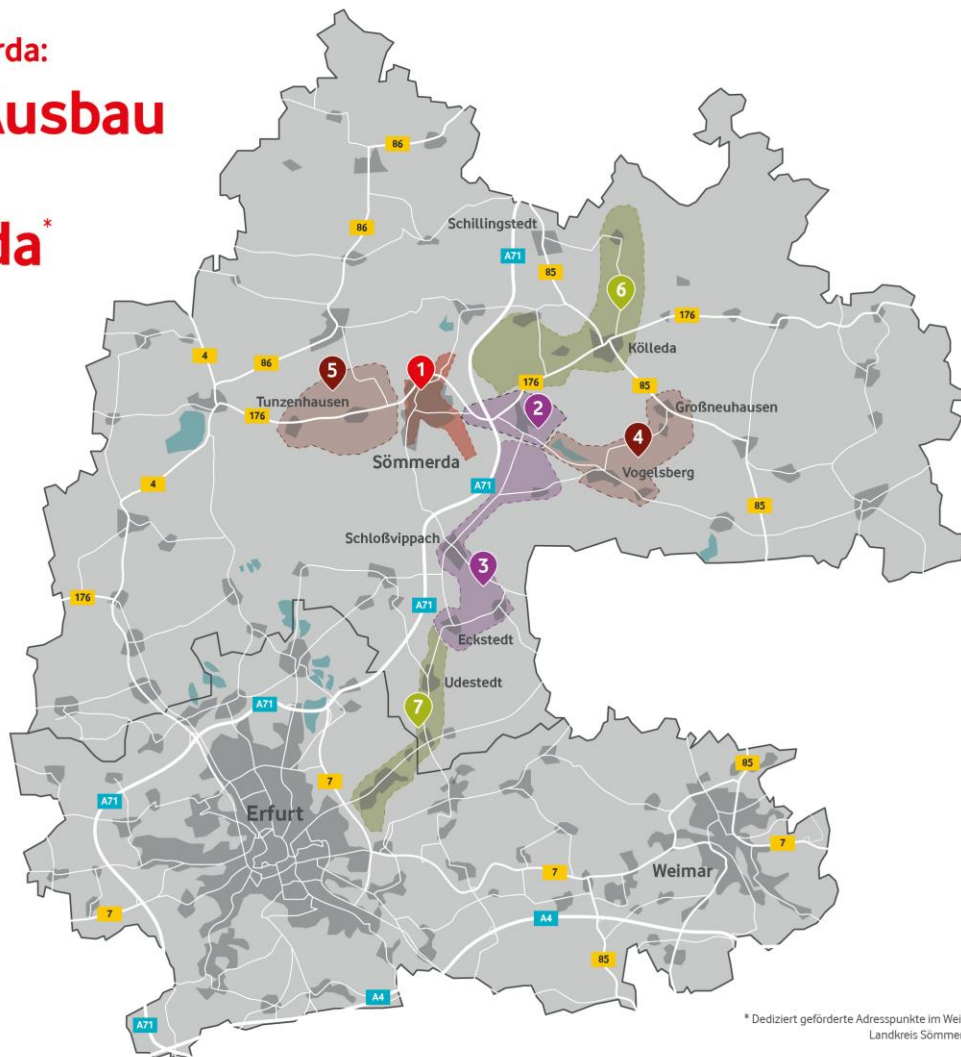 rda:
Ausbau
da*
86
86
Schillingstedt
A71
85
6
176
4
86
5
1
Kölleda
176
85
Tunzenhausen
2
Großneuhausen
176
4
Sömmerda
Vogelsberg
4
A71
85
Schloßvippach
3
176
A71
Eckstedt
Udestedt
A71
7
85
7
A71
Erfurt
7
Weimar
7
7
A4
85
A4
A71
* Dediziert geförderte Adresspunkte im Wei
Landkreis Sömmer